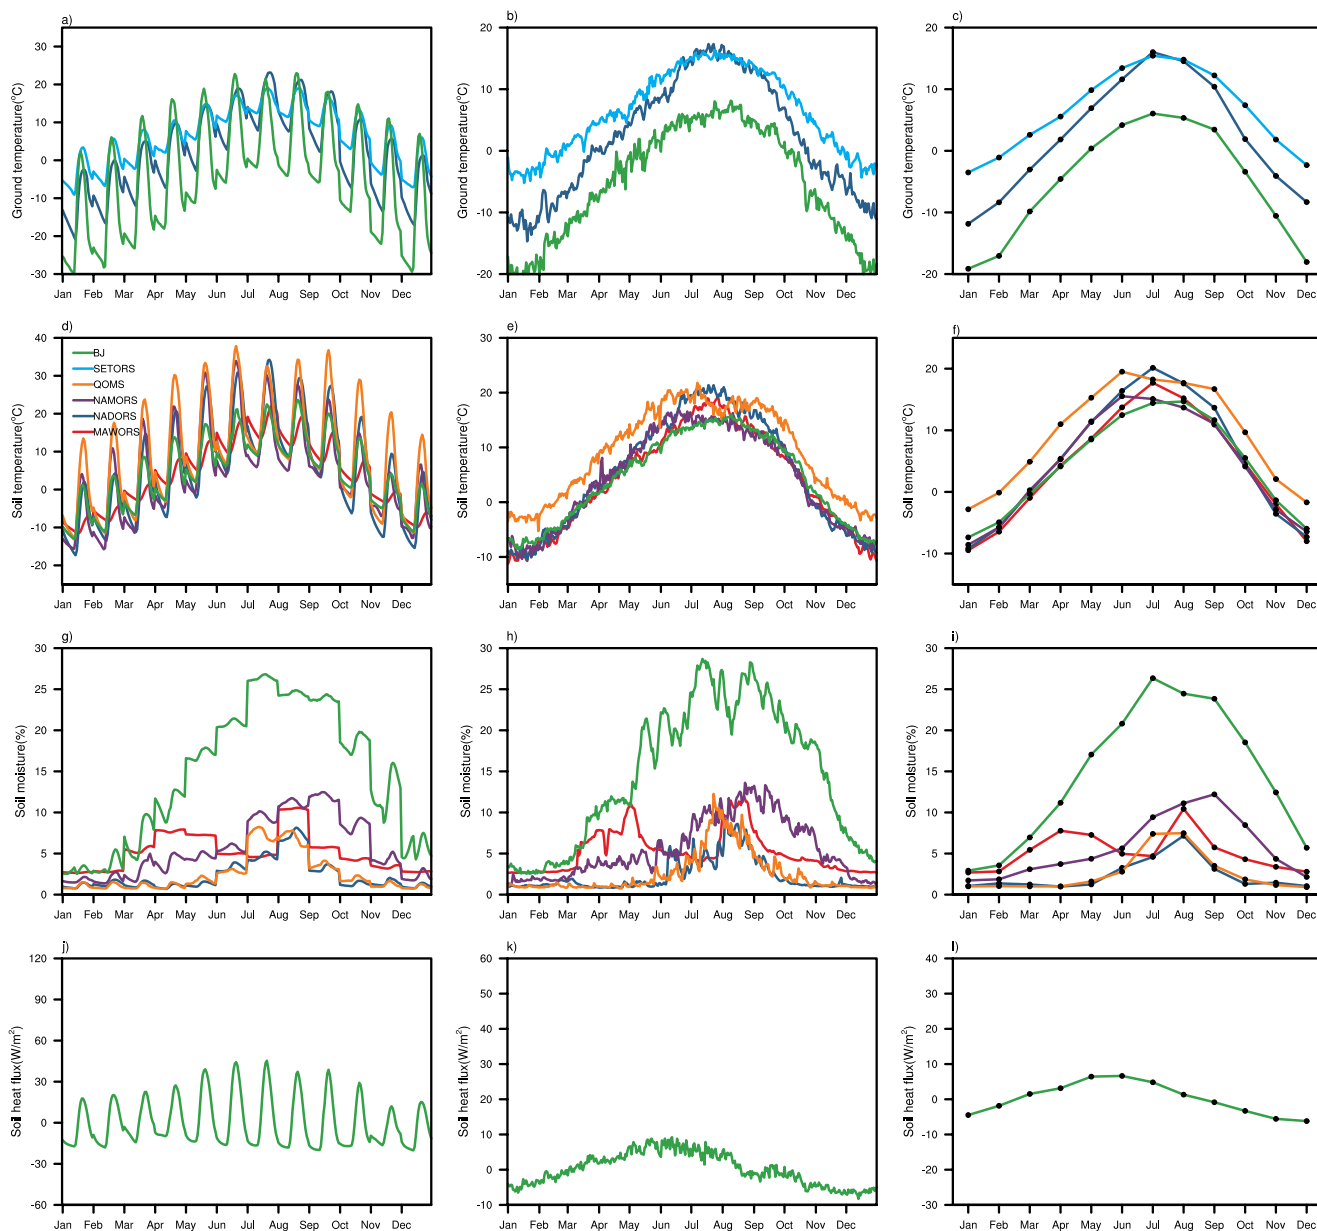 a)
Ground temperature(°C)
30
20
10
0
-10
-20
-30
Jan Feb Mar Apr May Jun Jul Aug Sep Oct Nov Dec
b)
Ground temperature(°C)
20
10
0
-10
-20
Jan Feb Mar Apr May Jun Jul Aug Sep Oct Nov Dec
c)
Ground temperature(°C)
20
10
0
-10
-20
Jan Feb Mar Apr May Jun Jul Aug Sep Oct Nov Dec
d)
Soil temperature(°C)
40
30
20
10
0
-10
-20
BJ
SETORS
QOMS
NAMORS
NADORS
MAWORS
Jan Feb Mar Apr May Jun Jul Aug Sep Oct Nov Dec
e)
Soil temperature(°C)
30
20
10
0
-10
Jan Feb Mar Apr May Jun Jul Aug Sep Oct Nov Dec
f)
Soil temperature(°C)
20
10
0
-10
Jan Feb Mar Apr May Jun Jul Aug Sep Oct Nov Dec
g)
Soil moisture(%)
30
25
20
15
10
5
0
Jan Feb Mar Apr May Jun Jul Aug Sep Oct Nov Dec
h)
Soil moisture(%)
30
25
20
15
10
5
0
Jan Feb Mar Apr May Jun Jul Aug Sep Oct Nov Dec
i)
Soil moisture(%)
30
25
20
15
10
5
0
Jan Feb Mar Apr May Jun Jul Aug Sep Oct Nov Dec
j)
Soil heat flux(W/m²)
120
90
60
30
0
-30
-60
Jan Feb Mar Apr May Jun Jul Aug Sep Oct Nov Dec
k)
Soil heat flux(W/m²)
60
50
40
30
20
10
0
-10
Jan Feb Mar Apr May Jun Jul Aug Sep Oct Nov Dec
l)
Soil heat flux(W/m²)
40
30
20
10
0
-10
-20
-30
Jan Feb Mar Apr May Jun Jul Aug Sep Oct Nov Dec